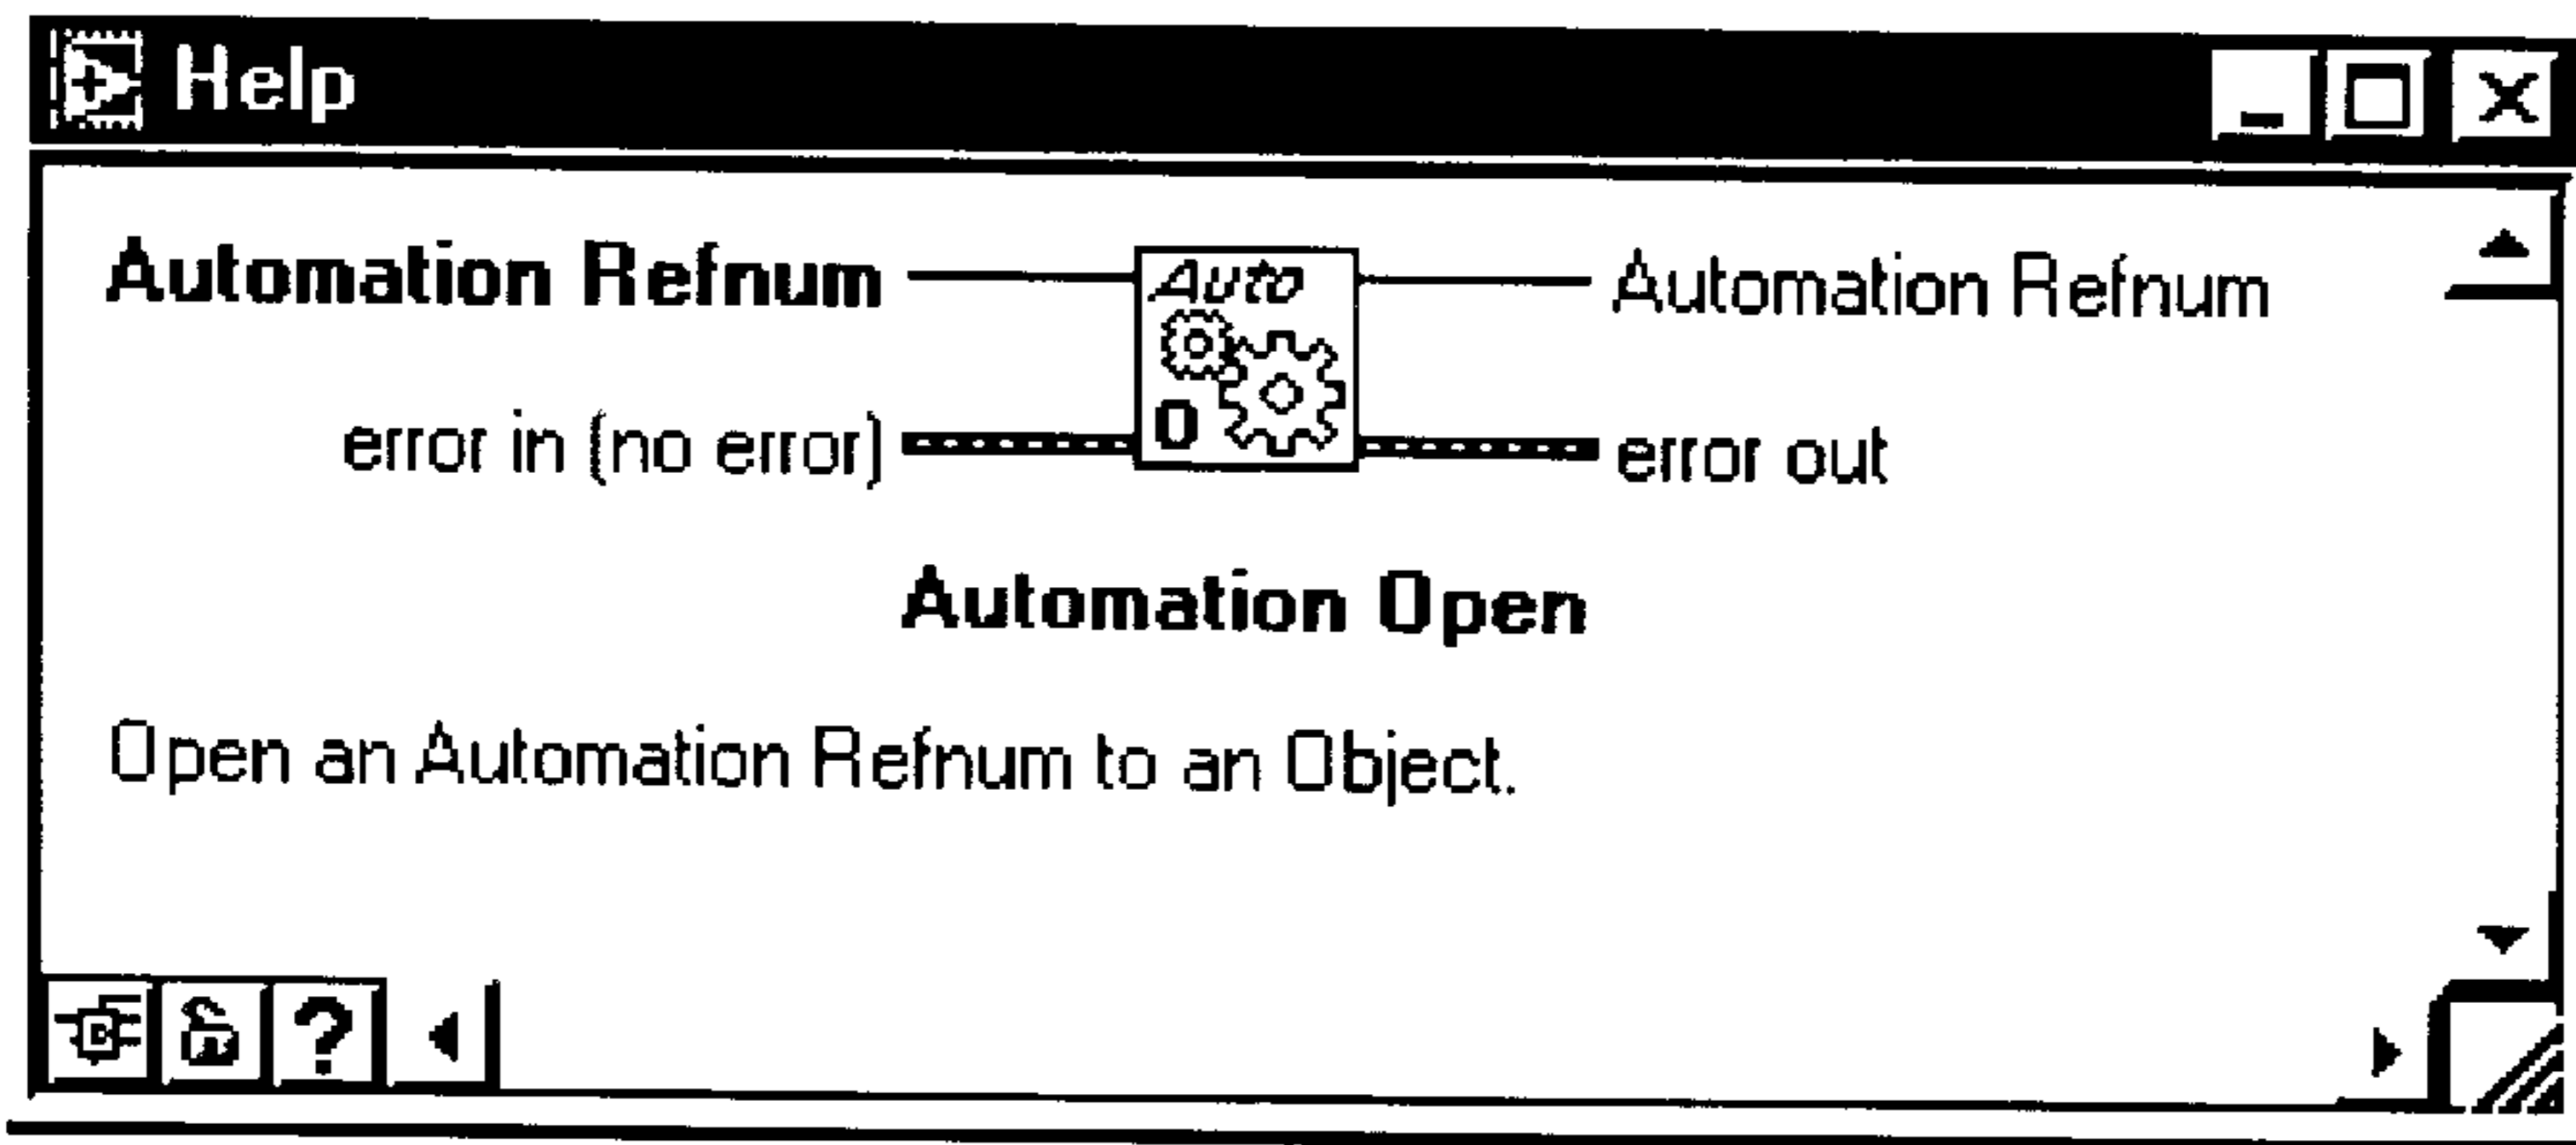 Help
Automation Refnum Auto Automation Refnum
error in (no error) O error out
Automation Open
Open an Automation Refnum to an Object.
?